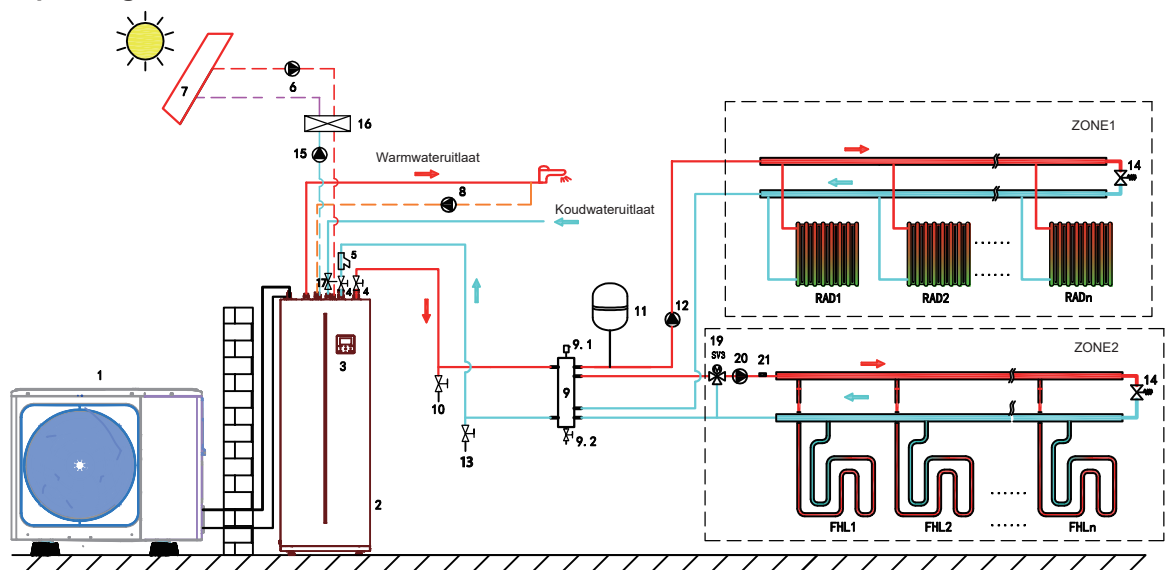 7
6
16
15
Warmwateruitlaat
8
Koudwateruitlaat
5
17
4
4
3
1
2
10
13
9.1
9
9.2
11
12
ZONE1
14
RAD1
RAD2
......
......
RADn
ZONE2
19
SV3
20
21
14
FHL1
FHL2
......
......
FHLn